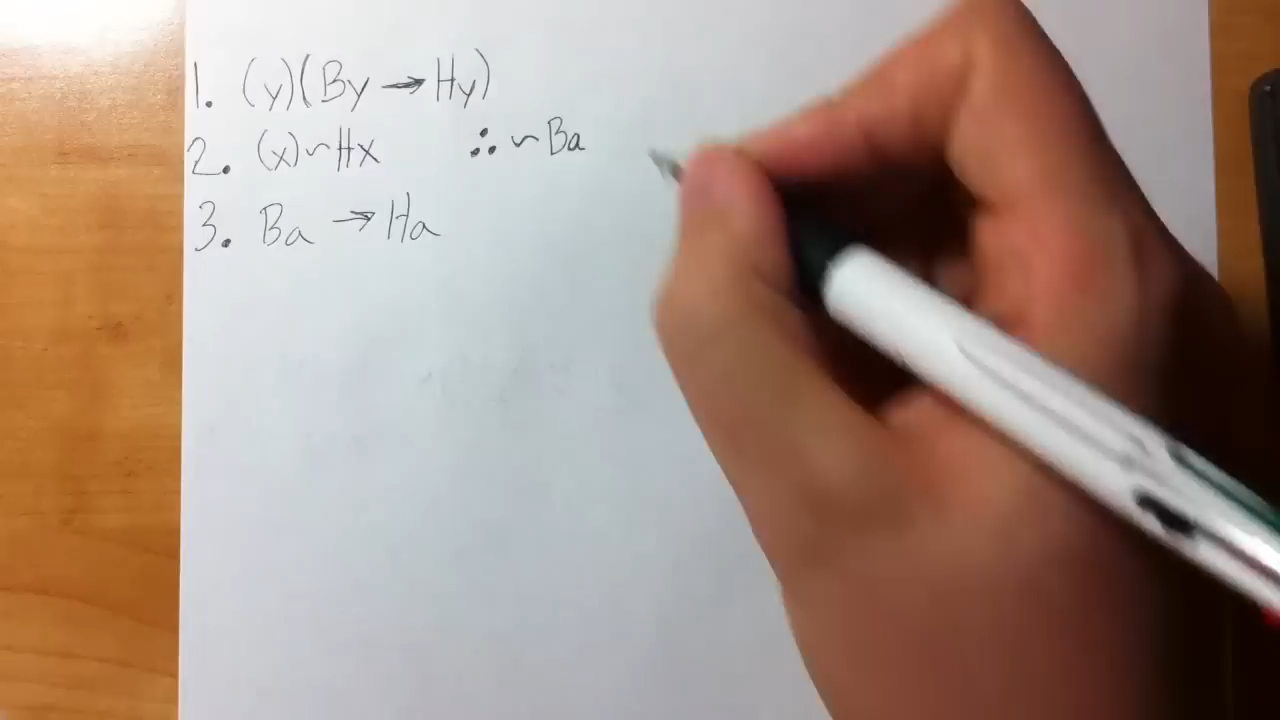 1. (y)(By → Hy)
2. (x)~Hx ∴ ~Ba
3. Ba → Ha